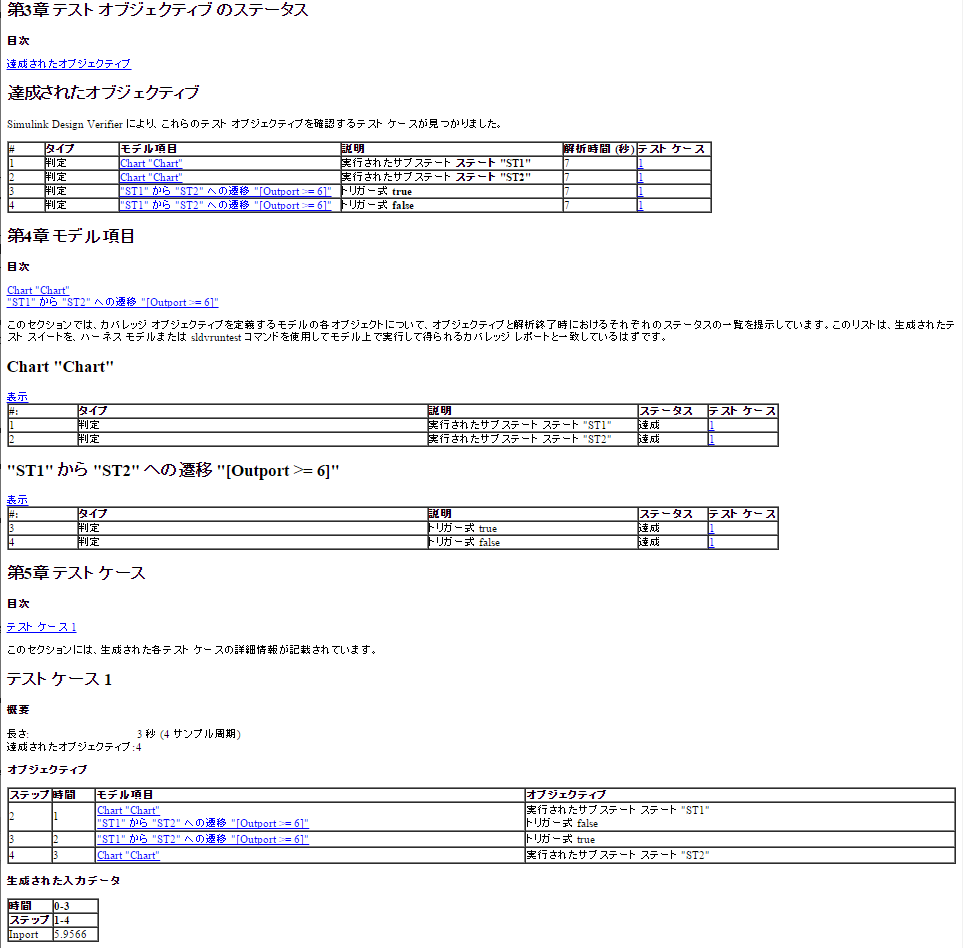 第3章 テスト オブジェクティブ のステータス
目次
達成されたオブジェクティブ
達成されたオブジェクティブ
Simulink Design Verifier により、これらのテスト オブジェクティブを確認するテスト ケースが見つかりました。
# タイプ モデル項目 説明 解析時間 (秒) テスト ケース
1 判定 Chart "Chart" 実行されたサブステート ステート "ST1" 7 1
2 判定 Chart "Chart" 実行されたサブステート ステート "ST2" 7 1
3 判定 "ST1" から "ST2" への遷移 "[Outport >= 6]" トリガー式 true 7 1
4 判定 "ST1" から "ST2" への遷移 "[Outport >= 6]" トリガー式 false 7 1
第4章 モデル項目
目次
Chart "Chart"
"ST1" から "ST2" への遷移 "[Outport >= 6]"
このセクションでは、カバレッジ オブジェクティブを定義するモデルの各オブジェクトについて、オブジェクティブと解析終了時におけるそれぞれのステータスの一覧を提示しています。このリストは、生成されたテ
スト スイートを、ハーネス モデルまたは sldvruntest コマンドを使用してモデル上で実行して得られるカバレッジ レポートと一致しているはずです。
Chart "Chart"
表示
#: タイプ 説明 ステータス テスト ケース
1 判定 実行されたサブステート ステート "ST1" 達成 1
2 判定 実行されたサブステート ステート "ST2" 達成 1
"ST1" から "ST2" への遷移 "[Outport >= 6]"
表示
#: タイプ 説明 ステータス テスト ケース
3 判定 トリガー式 true 達成 1
4 判定 トリガー式 false 達成 1
第5章 テスト ケース
目次
テスト ケース 1
このセクションには、生成された各テスト ケースの詳細情報が記載されています。
テスト ケース 1
概要
長さ: 3 秒 (4 サンプル周期)
達成されたオブジェクティブ: 4
オブジェクティブ
ステップ 時間 モデル項目 オブジェクティブ
2 1 Chart "Chart" 実行されたサブステート ステート "ST1"
"ST1" から "ST2" への遷移 "[Outport >= 6]" トリガー式 false
3 2 "ST1" から "ST2" への遷移 "[Outport >= 6]" トリガー式 true
4 3 Chart "Chart" 実行されたサブステート ステート "ST2"
生成された入力データ
時間 0-3
ステップ 1-4
Inport 5.9566